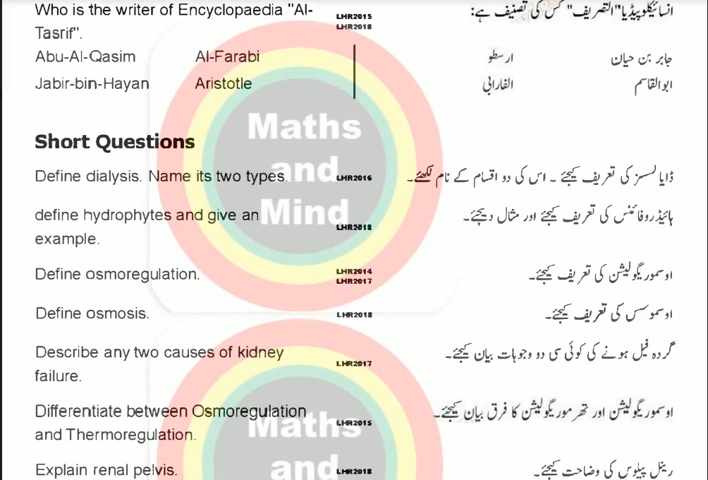 Who is the writer of Encyclopaedia "Al-Tasrif". LHR2015 LHR2018 انسائیکلوپیڈیا "التصریف" کس کی تصنیف ہے:
Abu-Al-Qasim Al-Farabi ارسطو جابر بن حیان
Jabir-bin-Hayan Aristotle الفارابی ابوالقاسم
Short Questions
Define dialysis. Name its two types. LHR2016 ڈایالسز کی تعریف کیجئے ۔ اس کی دو اقسام کے نام لکھئے۔
define hydrophytes and give an example. LHR2018 ہائیڈروفائٹس کی تعریف کیجئے اور مثال دیجئے۔
Define osmoregulation. LHR2014 LHR2017 اوسموریگولیشن کی تعریف کیجئے۔
Define osmosis. LHR2018 اوسموسس کی تعریف کیجئے۔
Describe any two causes of kidney failure. LHR2017 گردہ فیل ہونے کی کوئی سی دو وجوہات بیان کیجئے۔
Differentiate between Osmoregulation and Thermoregulation. LHR2015 اوسموریگولیشن اور تھرموریگولیشن کا فرق بیان کیجئے۔
Explain renal pelvis. LHR2018 رینل پیلوس کی وضاحت کیجئے۔
Maths
and
Mind
Maths
and